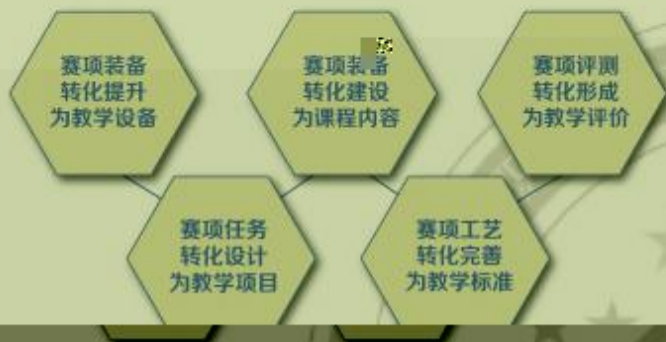 赛项装备
转化提升
为教学设备
赛项装备
转化建设
为课程内容
赛项评测
转化形成
为教学评价
赛项任务
转化设计
为教学项目
赛项工艺
转化完善
为教学标准